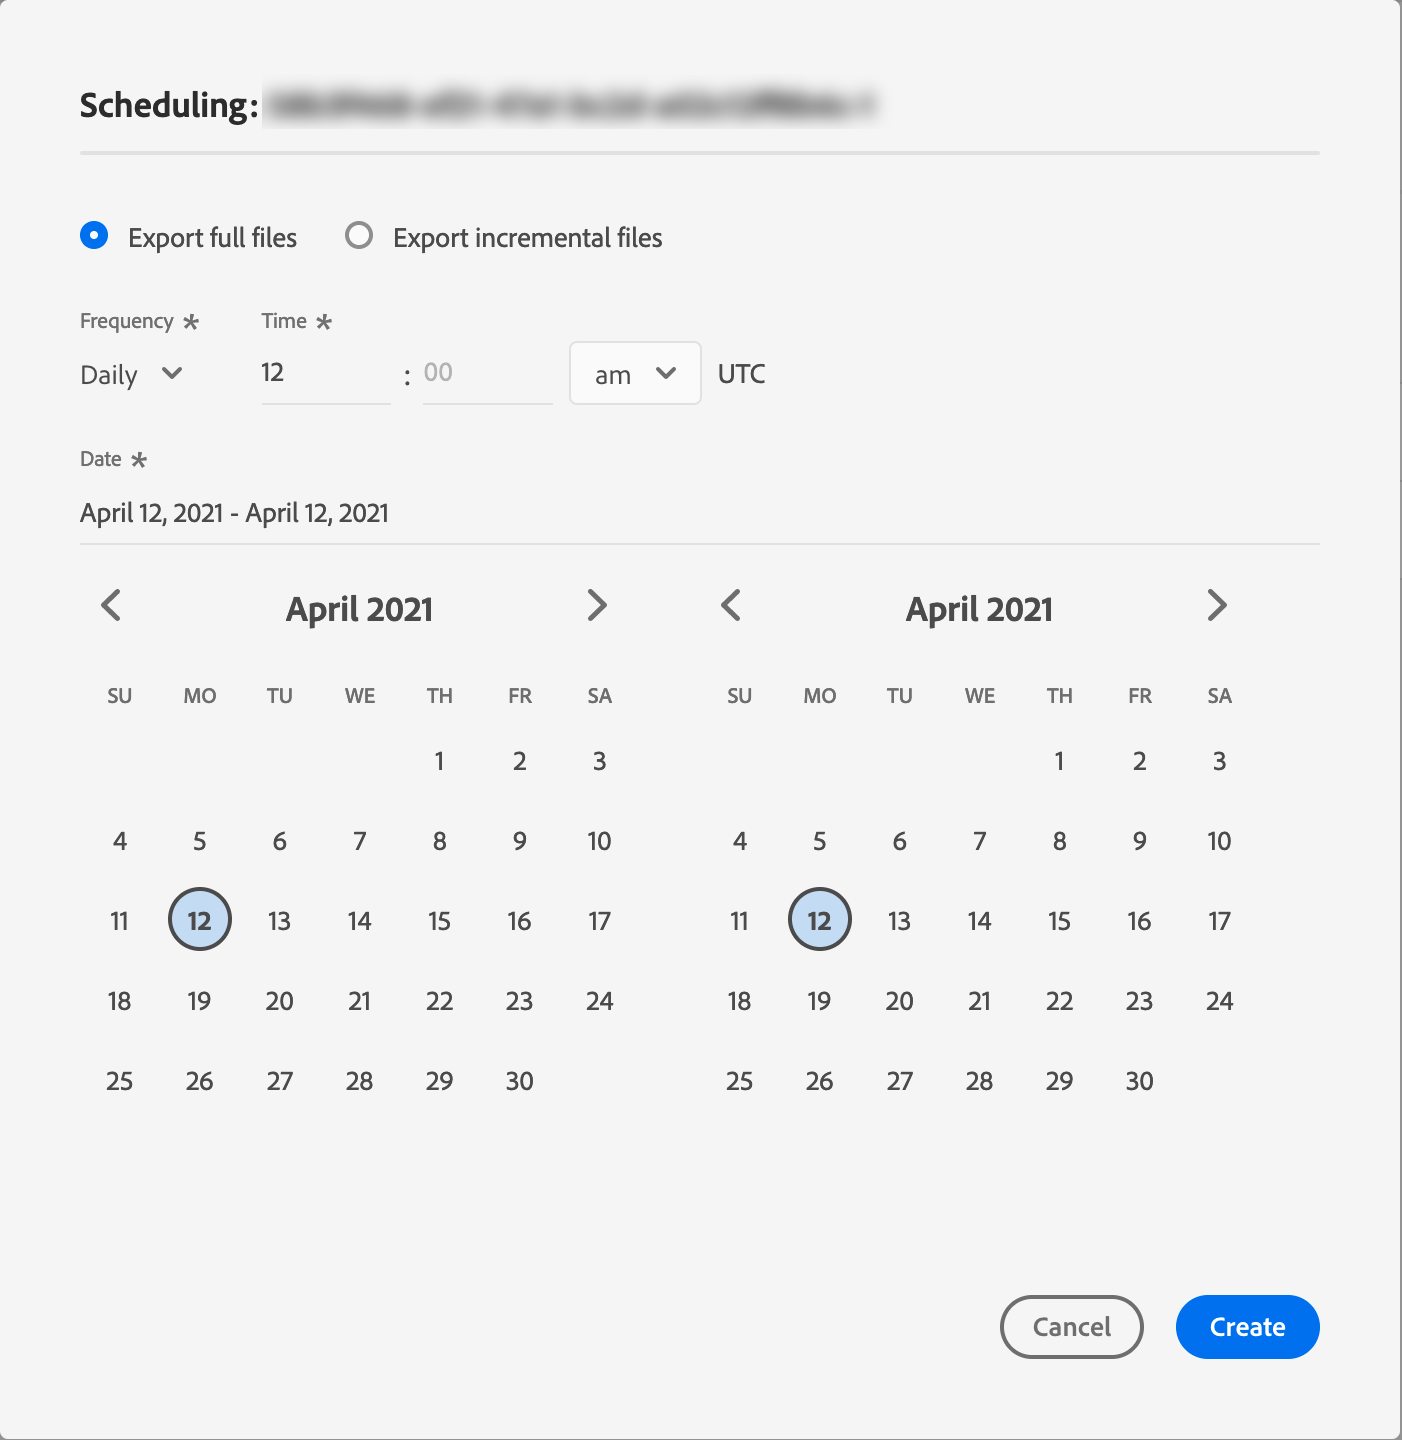 Scheduling:
Export full files Export incremental files
Frequency * Time *
Daily 12 : 00 am UTC
Date *
April 12, 2021 - April 12, 2021
April 2021 April 2021
SU MO TU WE TH FR SA SU MO TU WE TH FR SA
1 2 3 1 2 3
4 5 6 7 8 9 10 4 5 6 7 8 9 10
11 12 13 14 15 16 17 11 12 13 14 15 16 17
18 19 20 21 22 23 24 18 19 20 21 22 23 24
25 26 27 28 29 30 25 26 27 28 29 30
Cancel Create